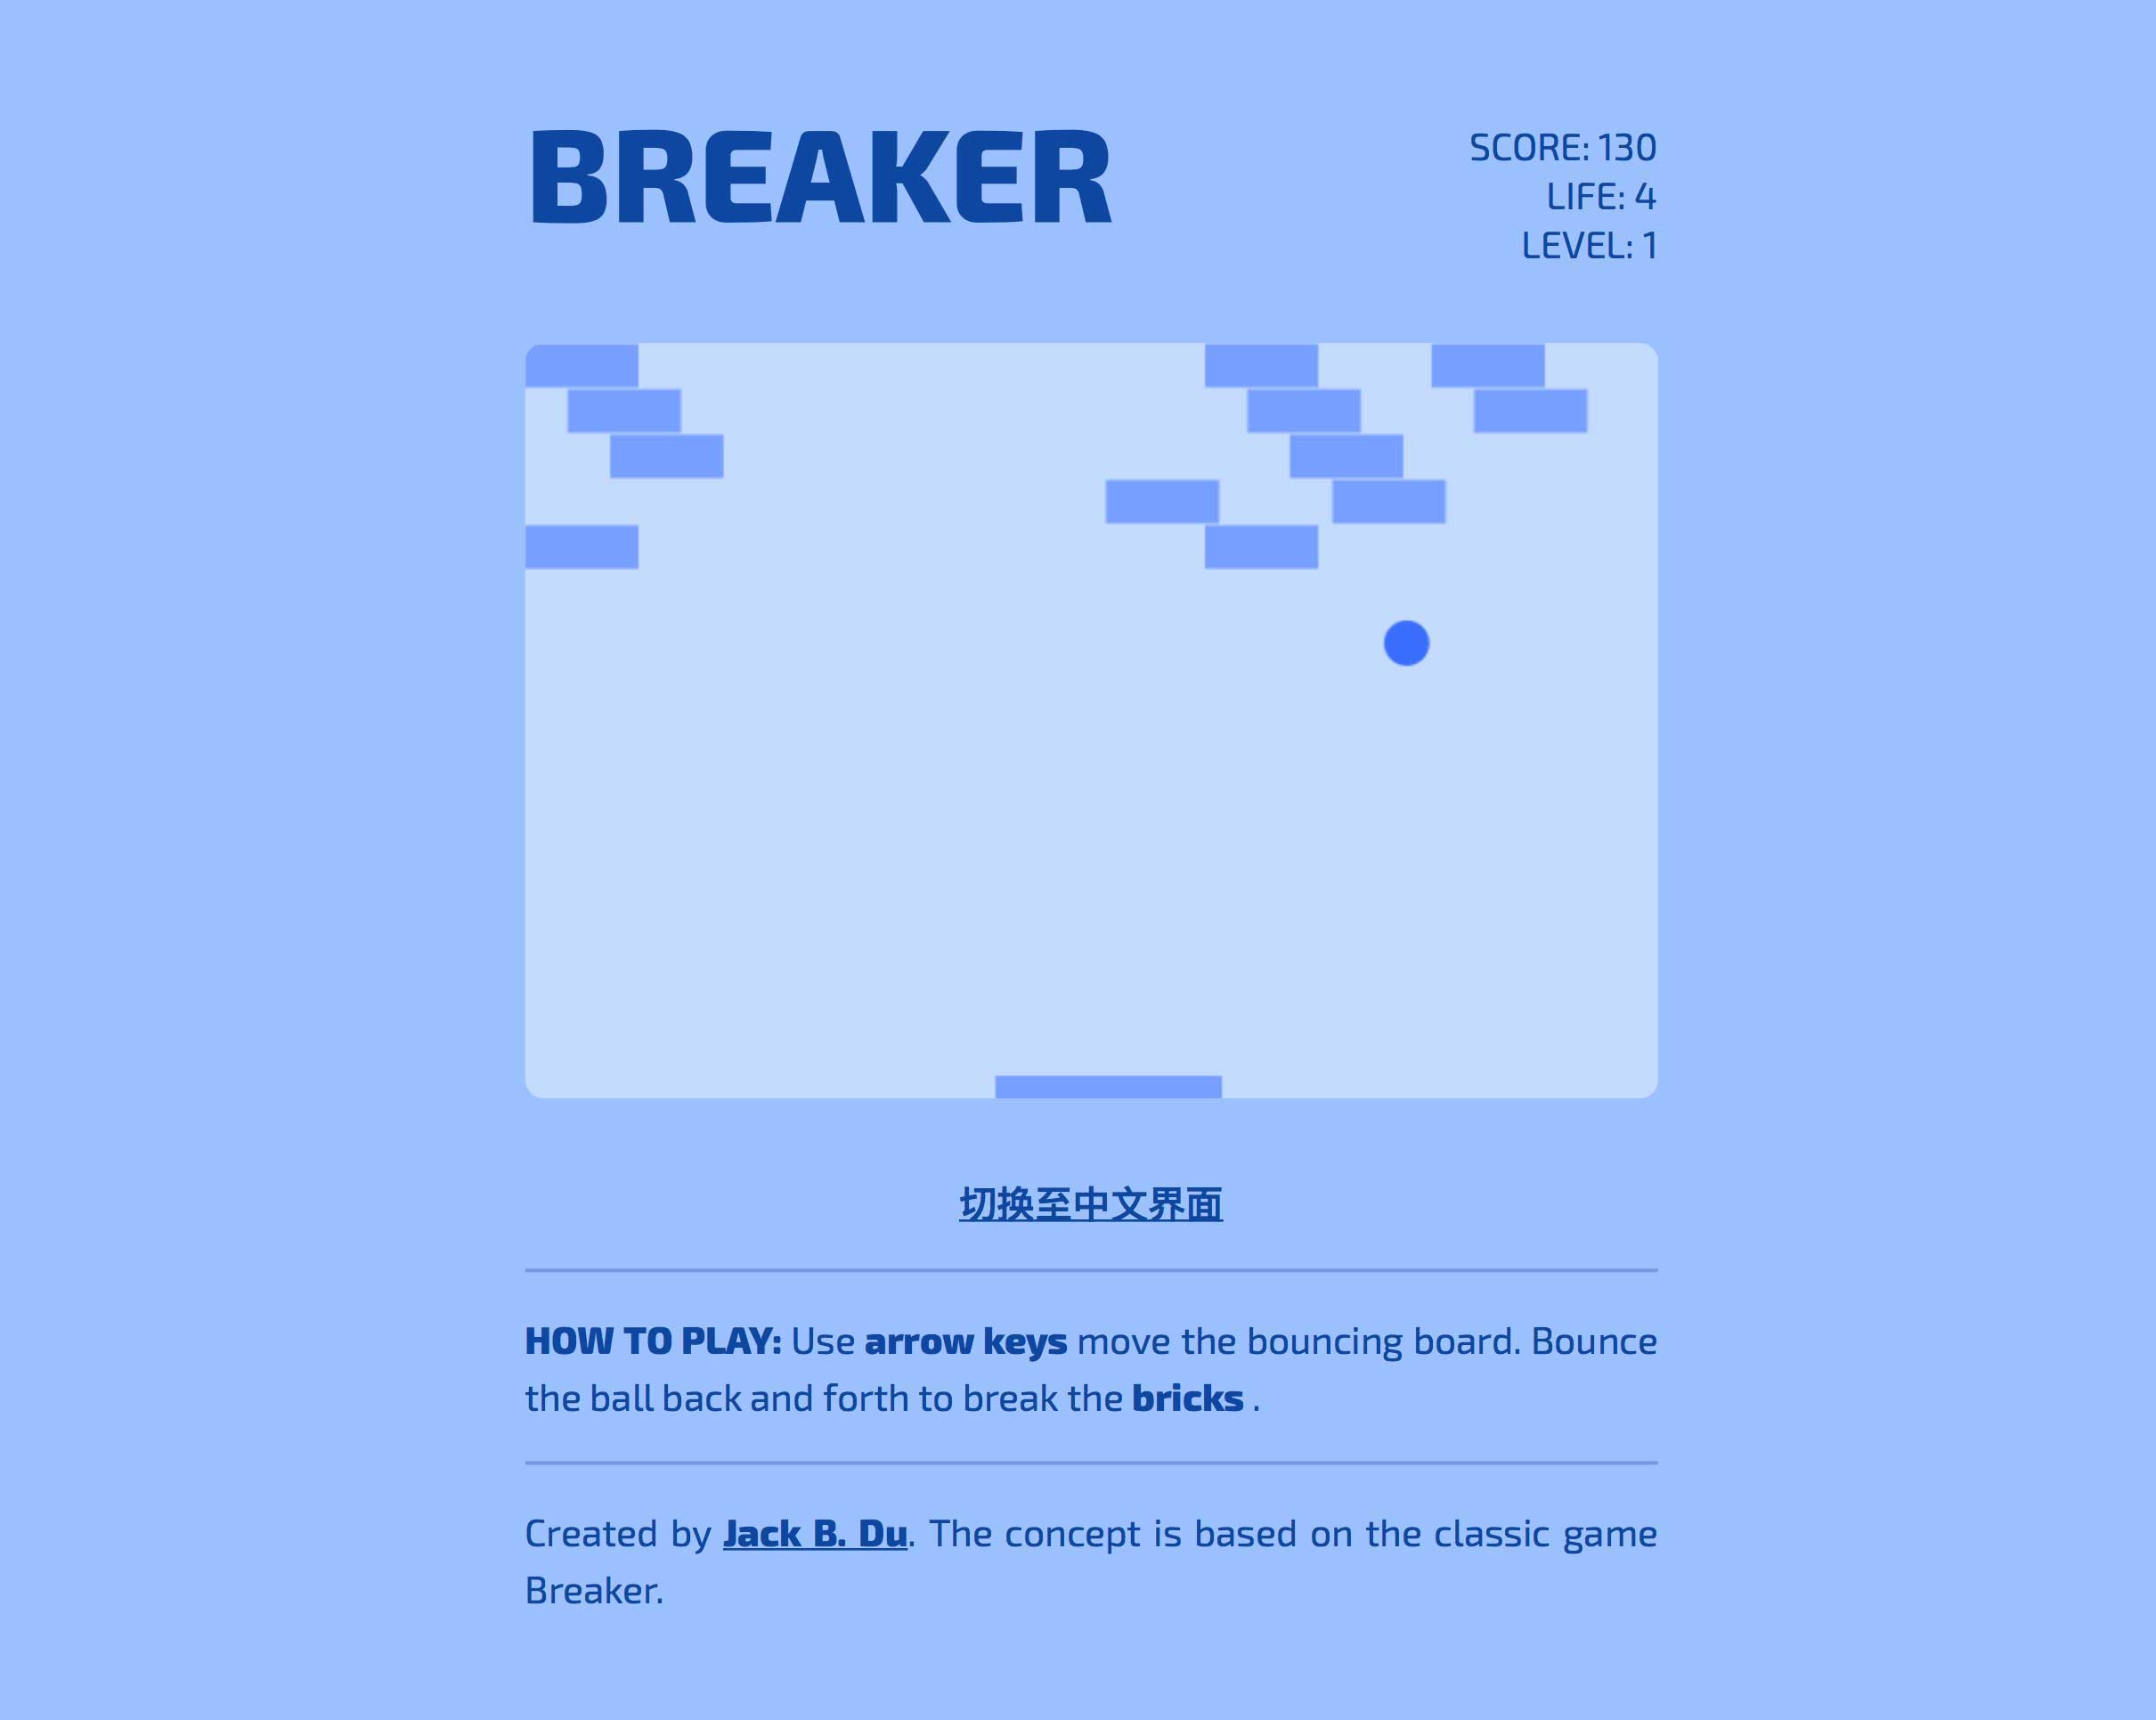 BREAKER
SCORE: 130
LIFE: 4
LEVEL: 1
切换至中文界面
HOW TO PLAY: Use arrow keys move the bouncing board. Bounce
the ball back and forth to break the bricks .
Created by Jack B. Du. The concept is based on the classic game
Breaker.